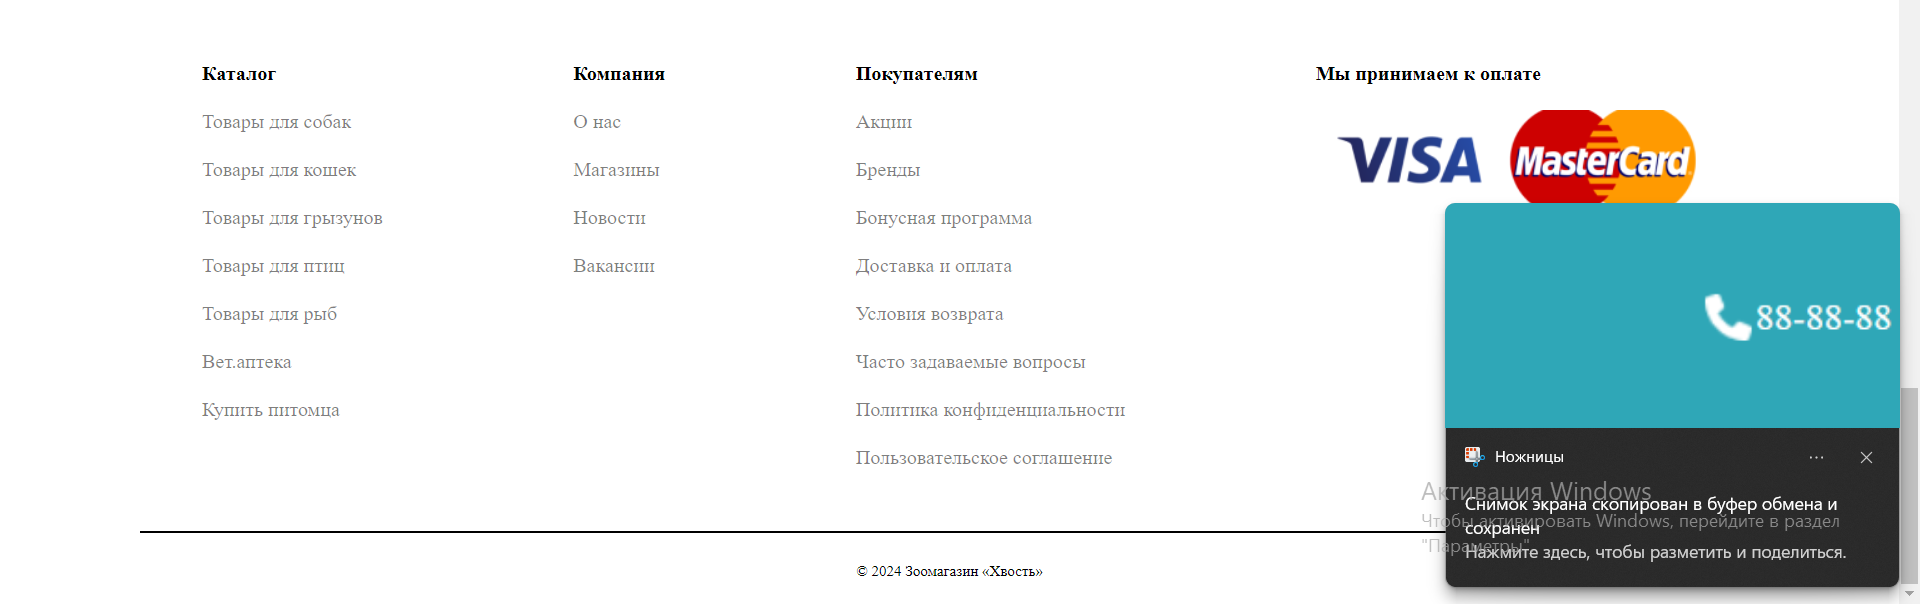 Каталог
Товары для собак
Товары для кошек
Товары для грызунов
Товары для птиц
Товары для рыб
Вет.аптека
Купить питомца
Компания
О нас
Магазины
Новости
Вакансии
Покупателям
Акции
Бренды
Бонусная программа
Доставка и оплата
Условия возврата
Часто задаваемые вопросы
Политика конфиденциальности
Пользовательское соглашение
Мы принимаем к оплате
VISA
MasterCard
88-88-88
Ножницы
Снимок экрана скопирован в буфер обмена и
сохранен
Нажмите здесь, чтобы разметить и поделиться.
Активация Windows
Чтобы активировать Windows, перейдите в раздел
"Параметры"
© 2024 Зоомагазин «Хвость»